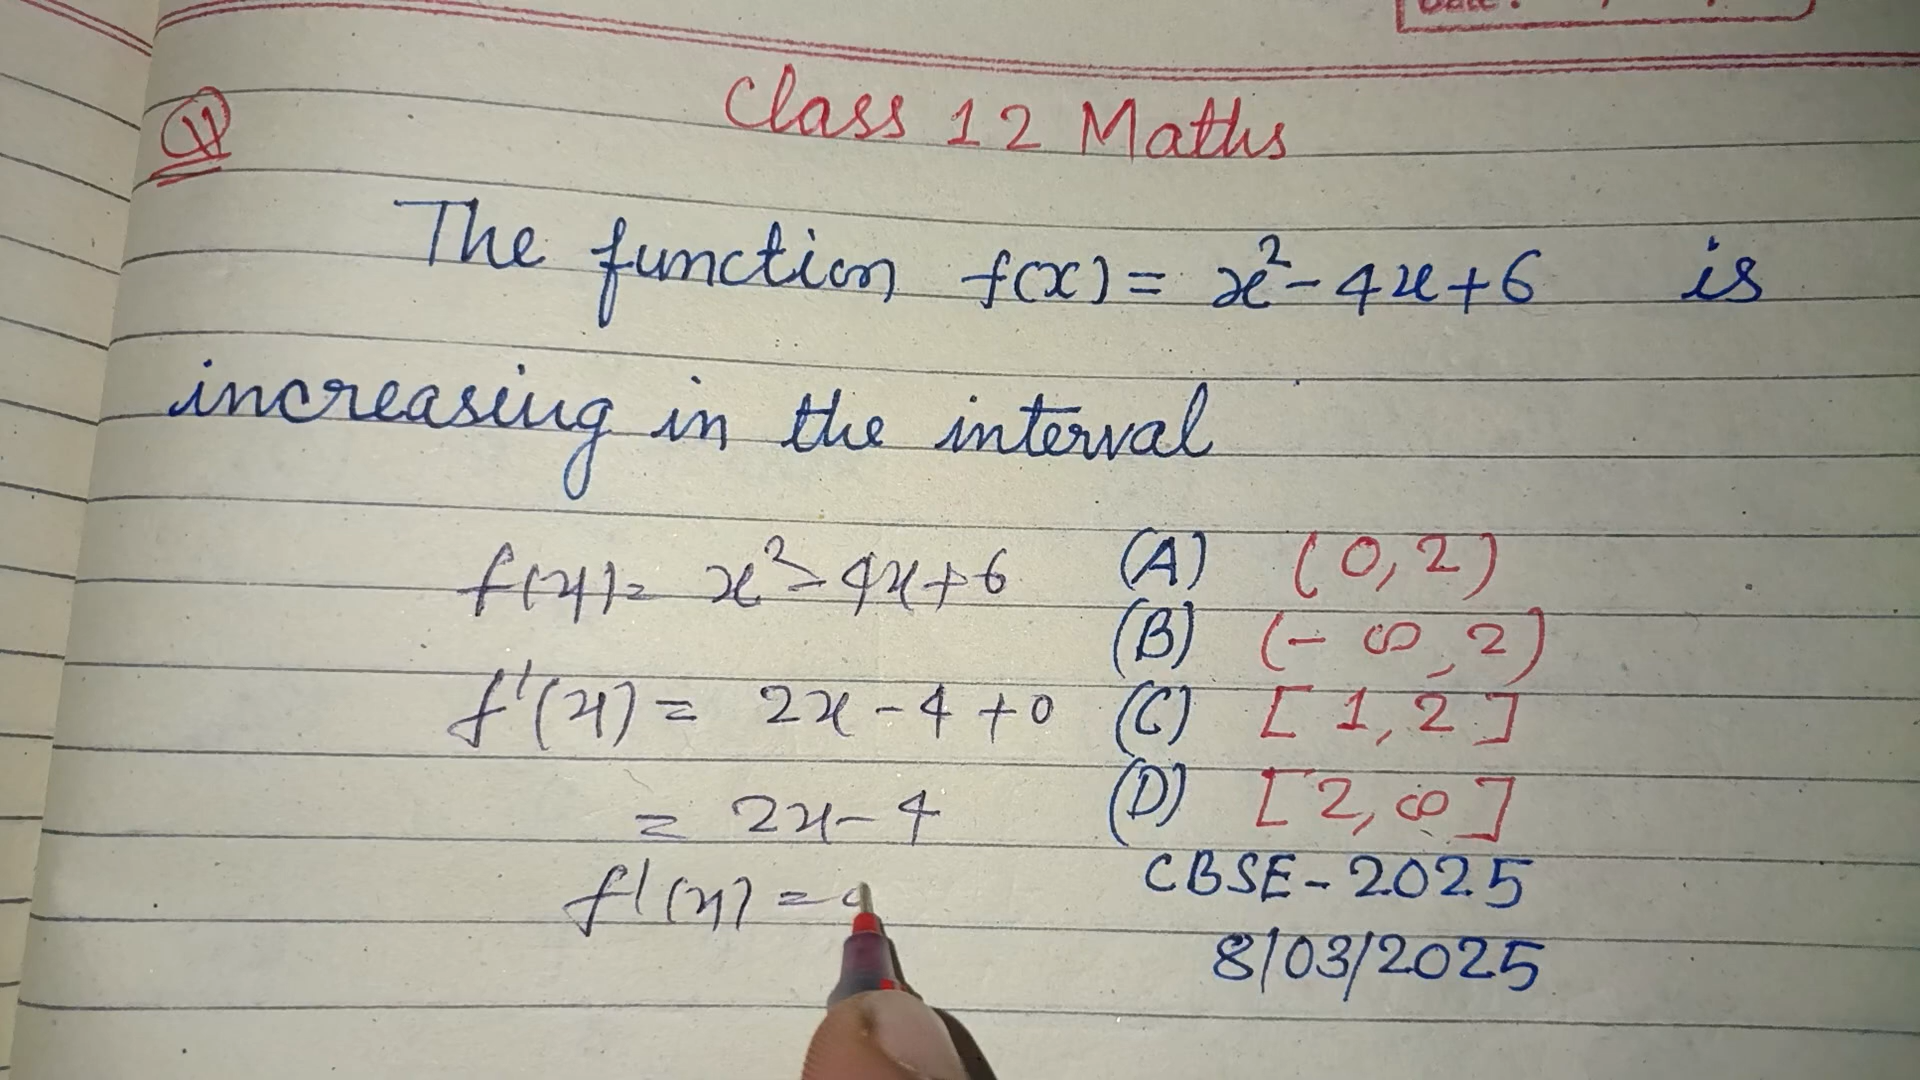 Date :
Class 12 Maths
Q
The function f(x) = x² - 4x + 6 is
increasing in the interval
f(x) = x² - 4x + 6 (A) (0, 2)
(B) (- ∞, 2)
f'(x) = 2x - 4 + 0 (C) [1, 2]
= 2x - 4 (D) [2, ∞]
f'(x) = CBSE - 2025
8/03/2025